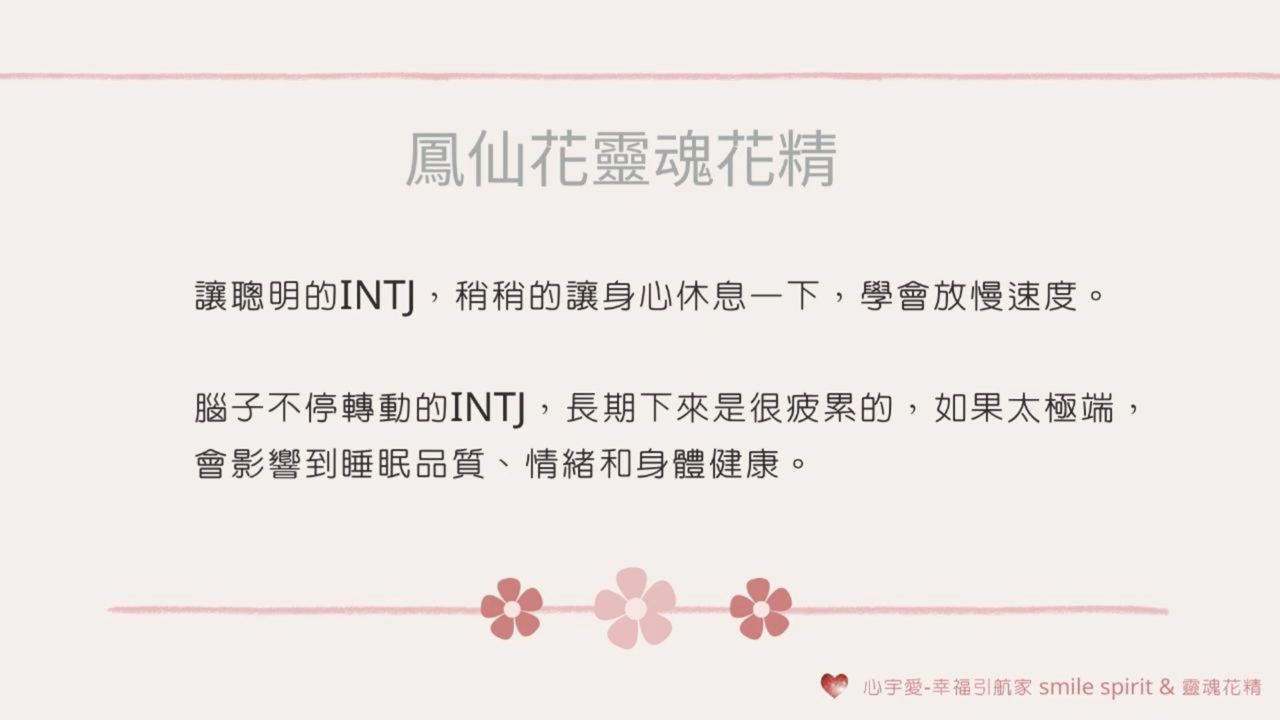 鳳仙花靈魂花精
讓聰明的INTJ，稍稍的讓身心休息一下，學會放慢速度。
腦子不停轉動的INTJ，長期下來是很疲累的，如果太極端，
會影響到睡眠品質、情緒和身體健康。
心宇愛-幸福引航家 smile spirit & 靈魂花精